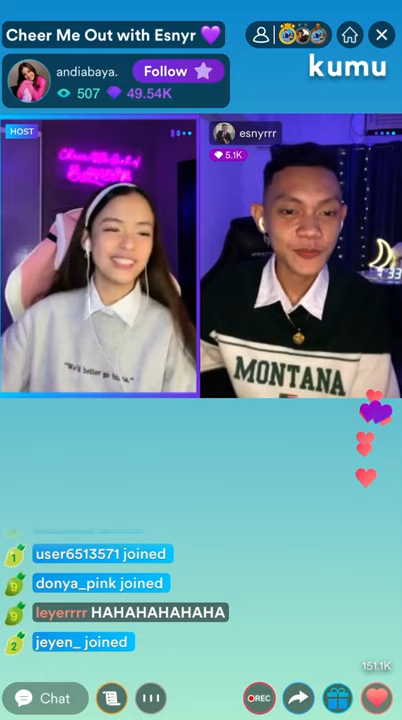 Cheer Me Out with Esnyr 💜
kumu
andiabaya.
Follow
507 49.54K
HOST
esnyrrr
5.1K
MONTANA
user6513571 joined
donya_pink joined
leyerrrr HAHAHAHAHAHA
jeyen_ joined
151.1K
Chat
REC